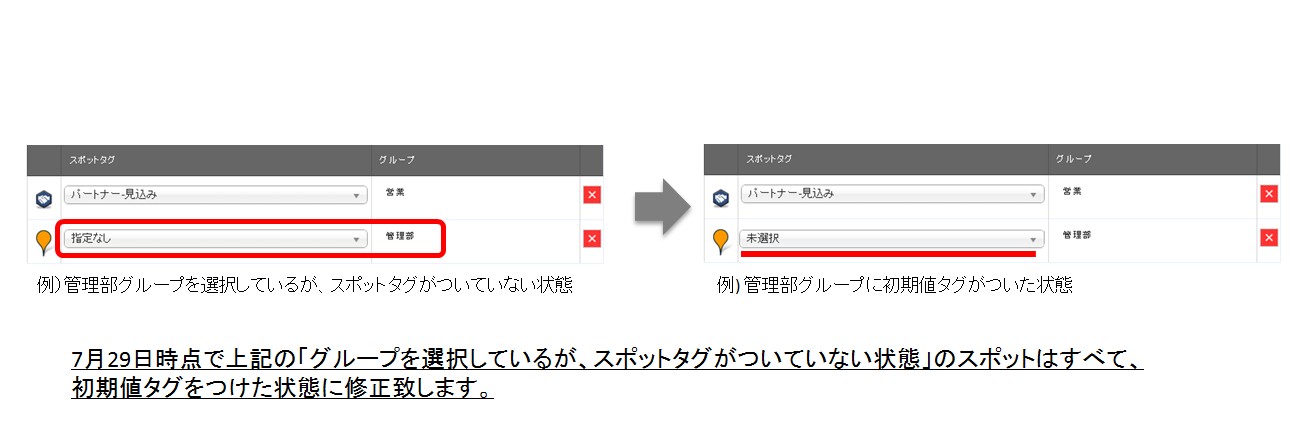 スポットタグ グループ
パートナー-見込み 営業
指定なし 管理部
例）管理部グループを選択しているが、スポットタグがついていない状態
スポットタグ グループ
パートナー-見込み 営業
未選択 管理部
例）管理部グループに初期値タグがついた状態
7月29日時点で上記の「グループを選択しているが、スポットタグがついていない状態」のスポットはすべて、
初期値タグをつけた状態に修正致します。